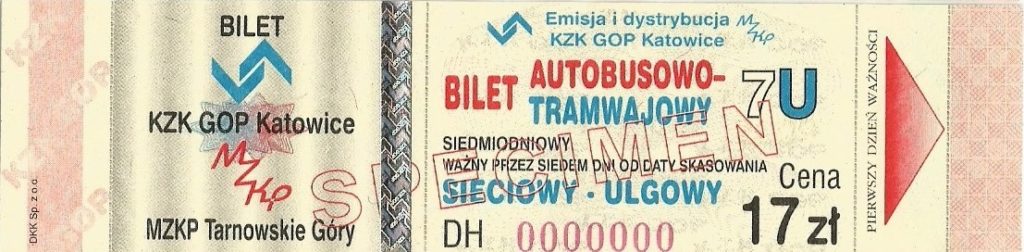 DKK Sp. z o.o.
BILET
KZK GOP Katowice
MZKP
MZKP Tarnowskie Góry
Emisja i dystrybucja MZKP
KZK GOP Katowice
BILET AUTOBUSOWO-
TRAMWAJOWY 7U
SIEDMIODNIOWY
WAŻNY PRZEZ SIEDEM DNI OD DATY SKASOWANIA
SIECIOWY - ULGOWY
Cena
17 zł
DH 0000000
SPECIMEN
PIERWSZY DZIEŃ WAŻNOŚCI